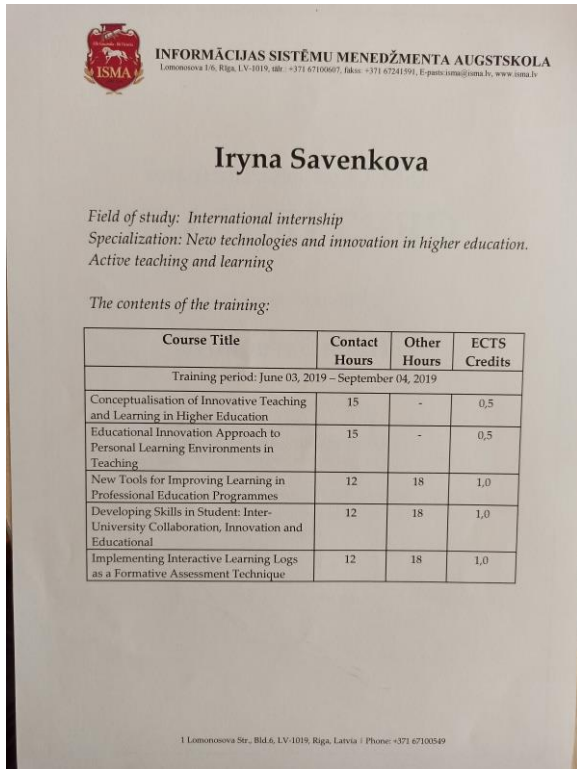 ISMA
INFORMĀCIJAS SISTĒMU MENEDŽMENTA AUGSTSKOLA
Lomonosova 1/6, Rīga, LV-1019, tālr.: +371 67100607, fakss: +371 67241591, E-pasts:isma@isma.lv, www.isma.lv
Iryna Savenkova
Field of study: International internship
Specialization: New technologies and innovation in higher education.
Active teaching and learning
The contents of the training:
Course Title Contact Other ECTS
Hours Hours Credits
Training period: June 03, 2019 – September 04, 2019
Conceptualisation of Innovative Teaching 15 - 0,5
and Learning in Higher Education
Educational Innovation Approach to 15 - 0,5
Personal Learning Environments in
Teaching
New Tools for Improving Learning in 12 18 1,0
Professional Education Programmes
Developing Skills in Student: Inter- 12 18 1,0
University Collaboration, Innovation and
Educational
Implementing Interactive Learning Logs 12 18 1,0
as a Formative Assessment Technique
1 Lomonosova Str., Bld.6, LV-1019, Riga, Latvia | Phone: +371 67100549